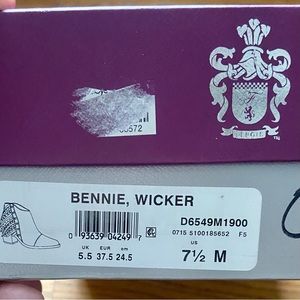 BENNIE, WICKER
D6549M1900
0 93639 04249 7
0715 5100185652 F5
UK EUR cm US
5.5 37.5 24.5 7½ M